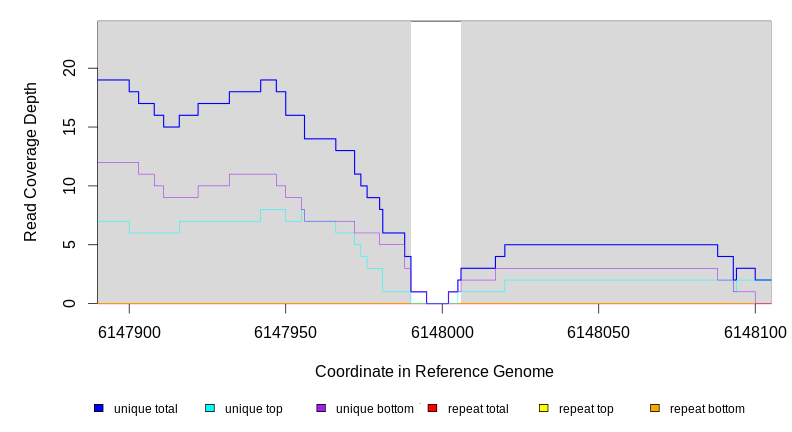 Read Coverage Depth
20
15
10
5
0
6147900 6147950 6148000 6148050 6148100
Coordinate in Reference Genome
unique total unique top unique bottom repeat total repeat top repeat bottom